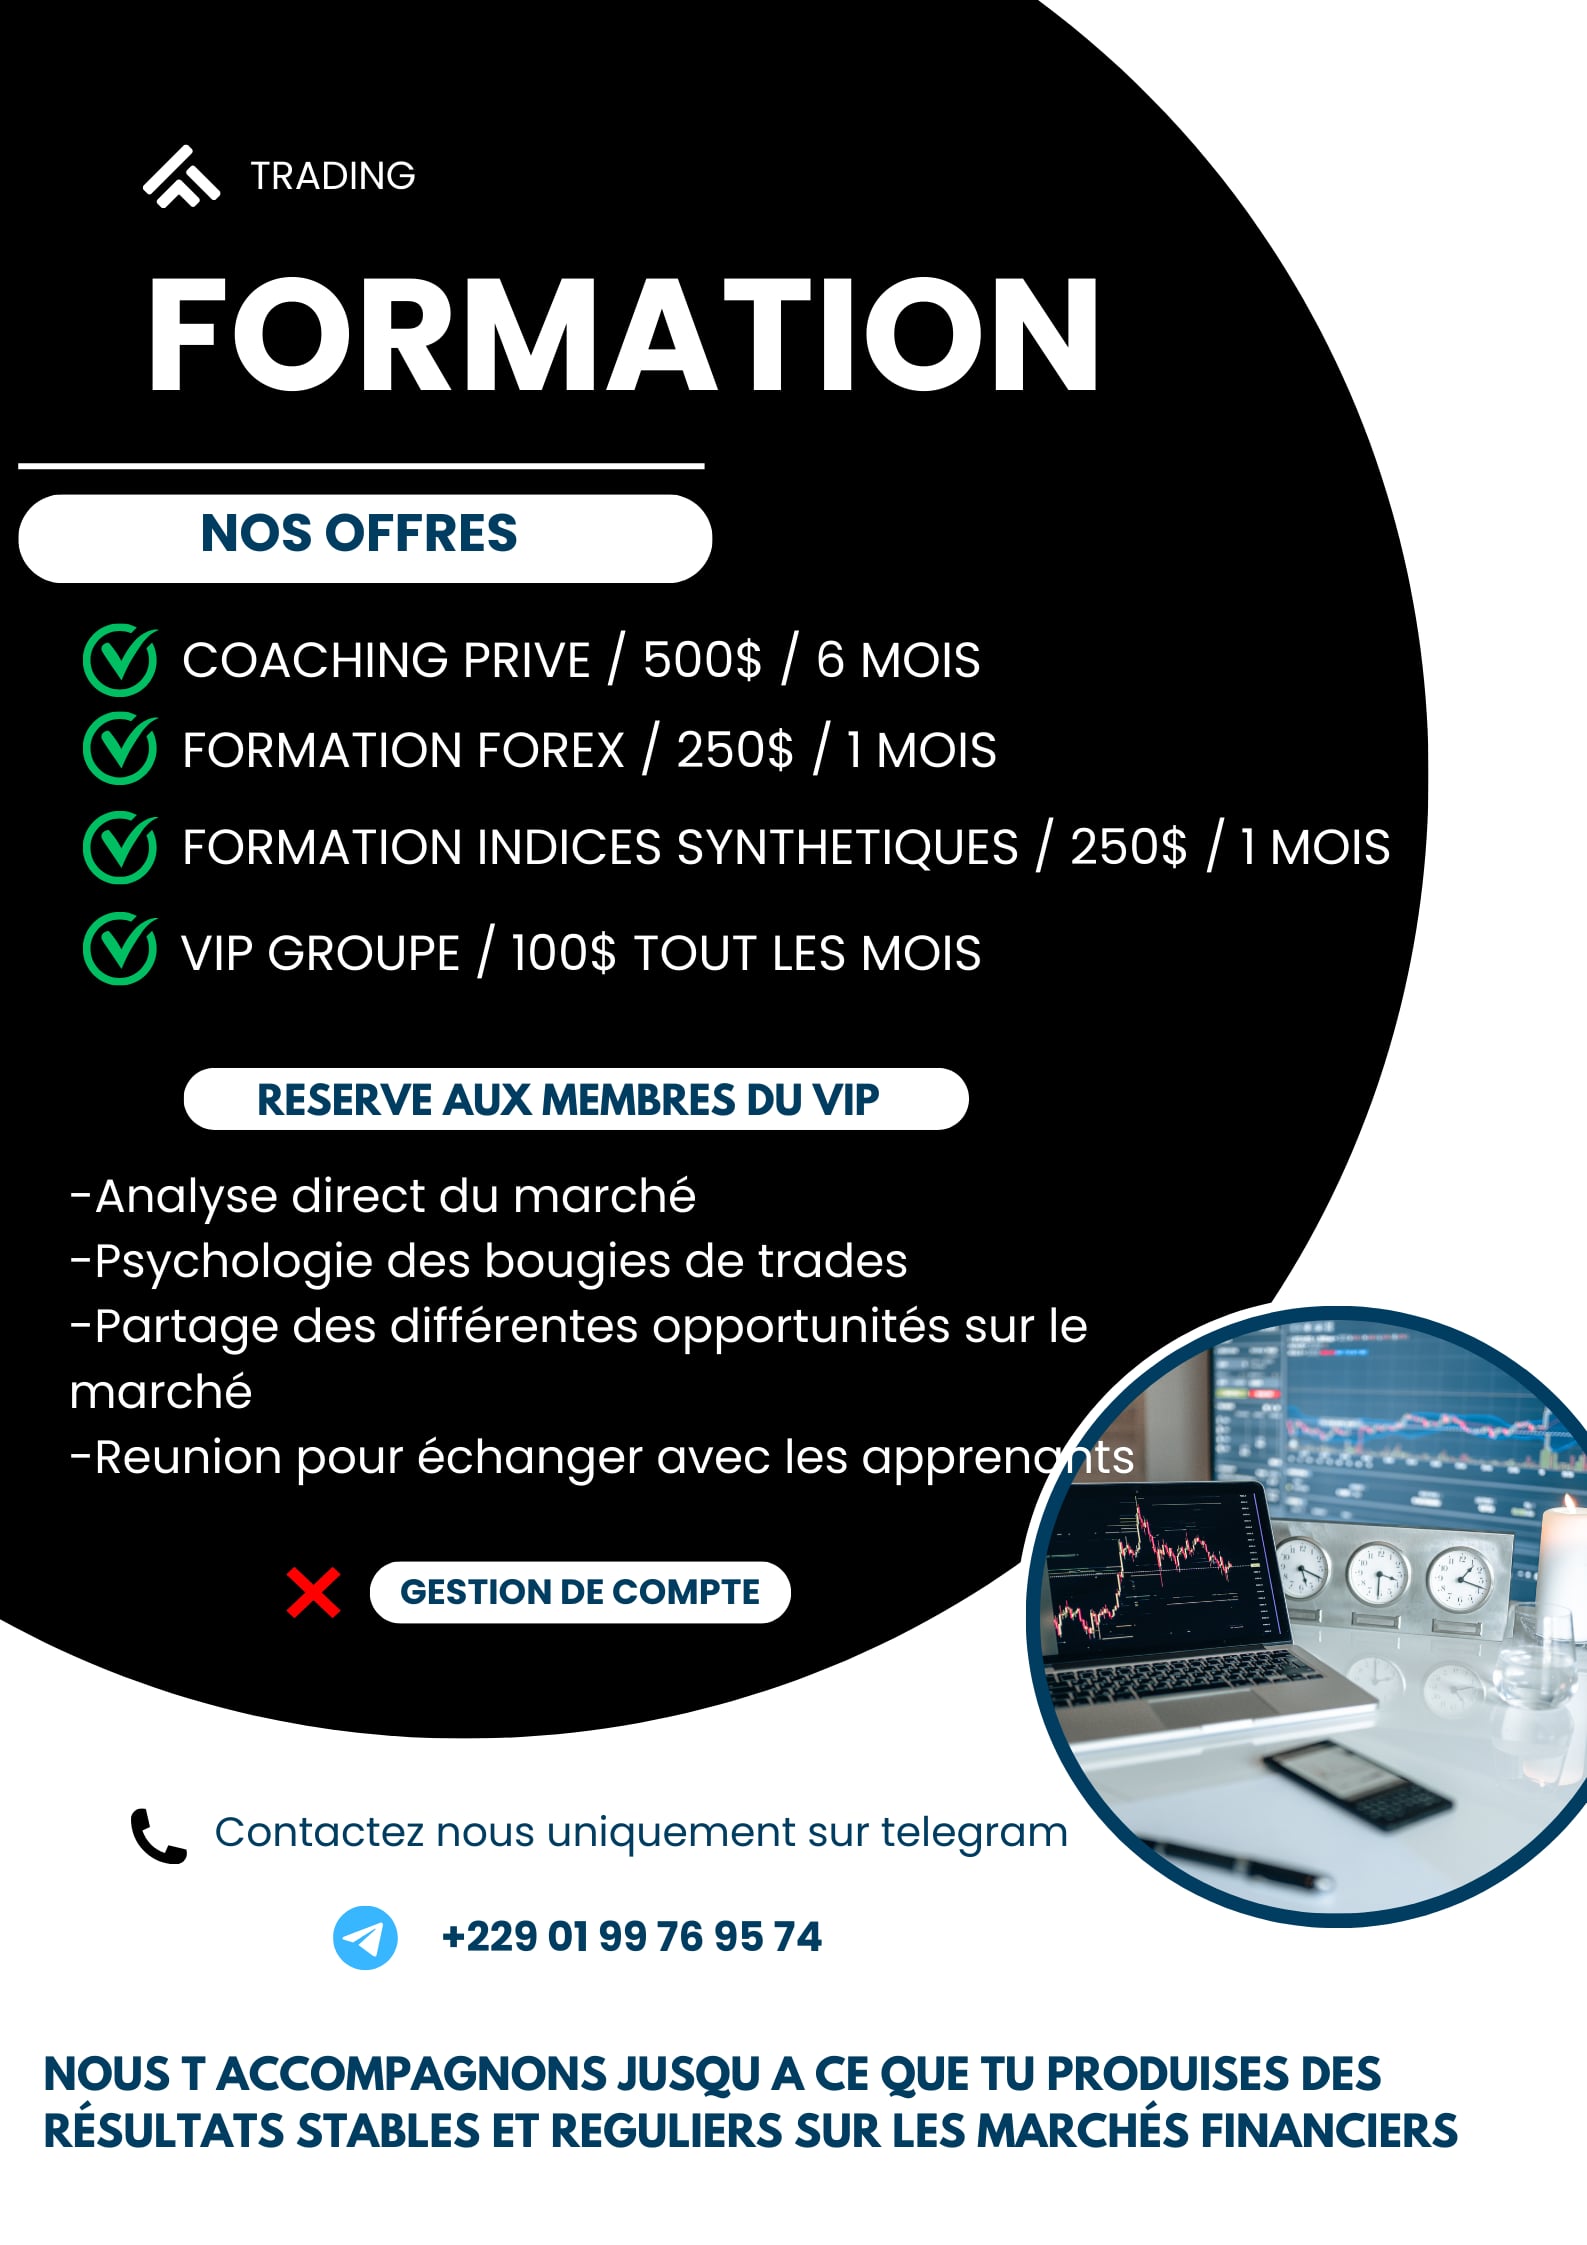 TRADING
FORMATION
NOS OFFRES
COACHING PRIVE / 500$ / 6 MOIS
FORMATION FOREX / 250$ / 1 MOIS
FORMATION INDICES SYNTHETIQUES / 250$ / 1 MOIS
VIP GROUPE / 100$ TOUT LES MOIS
RESERVE AUX MEMBRES DU VIP
-Analyse direct du marché
-Psychologie des bougies de trades
-Partage des différentes opportunités sur le
marché
-Reunion pour échanger avec les apprenants
GESTION DE COMPTE
Contactez nous uniquement sur telegram
+229 01 99 76 95 74
NOUS T ACCOMPAGNONS JUSQU A CE QUE TU PRODUISES DES
RÉSULTATS STABLES ET REGULIERS SUR LES MARCHÉS FINANCIERS